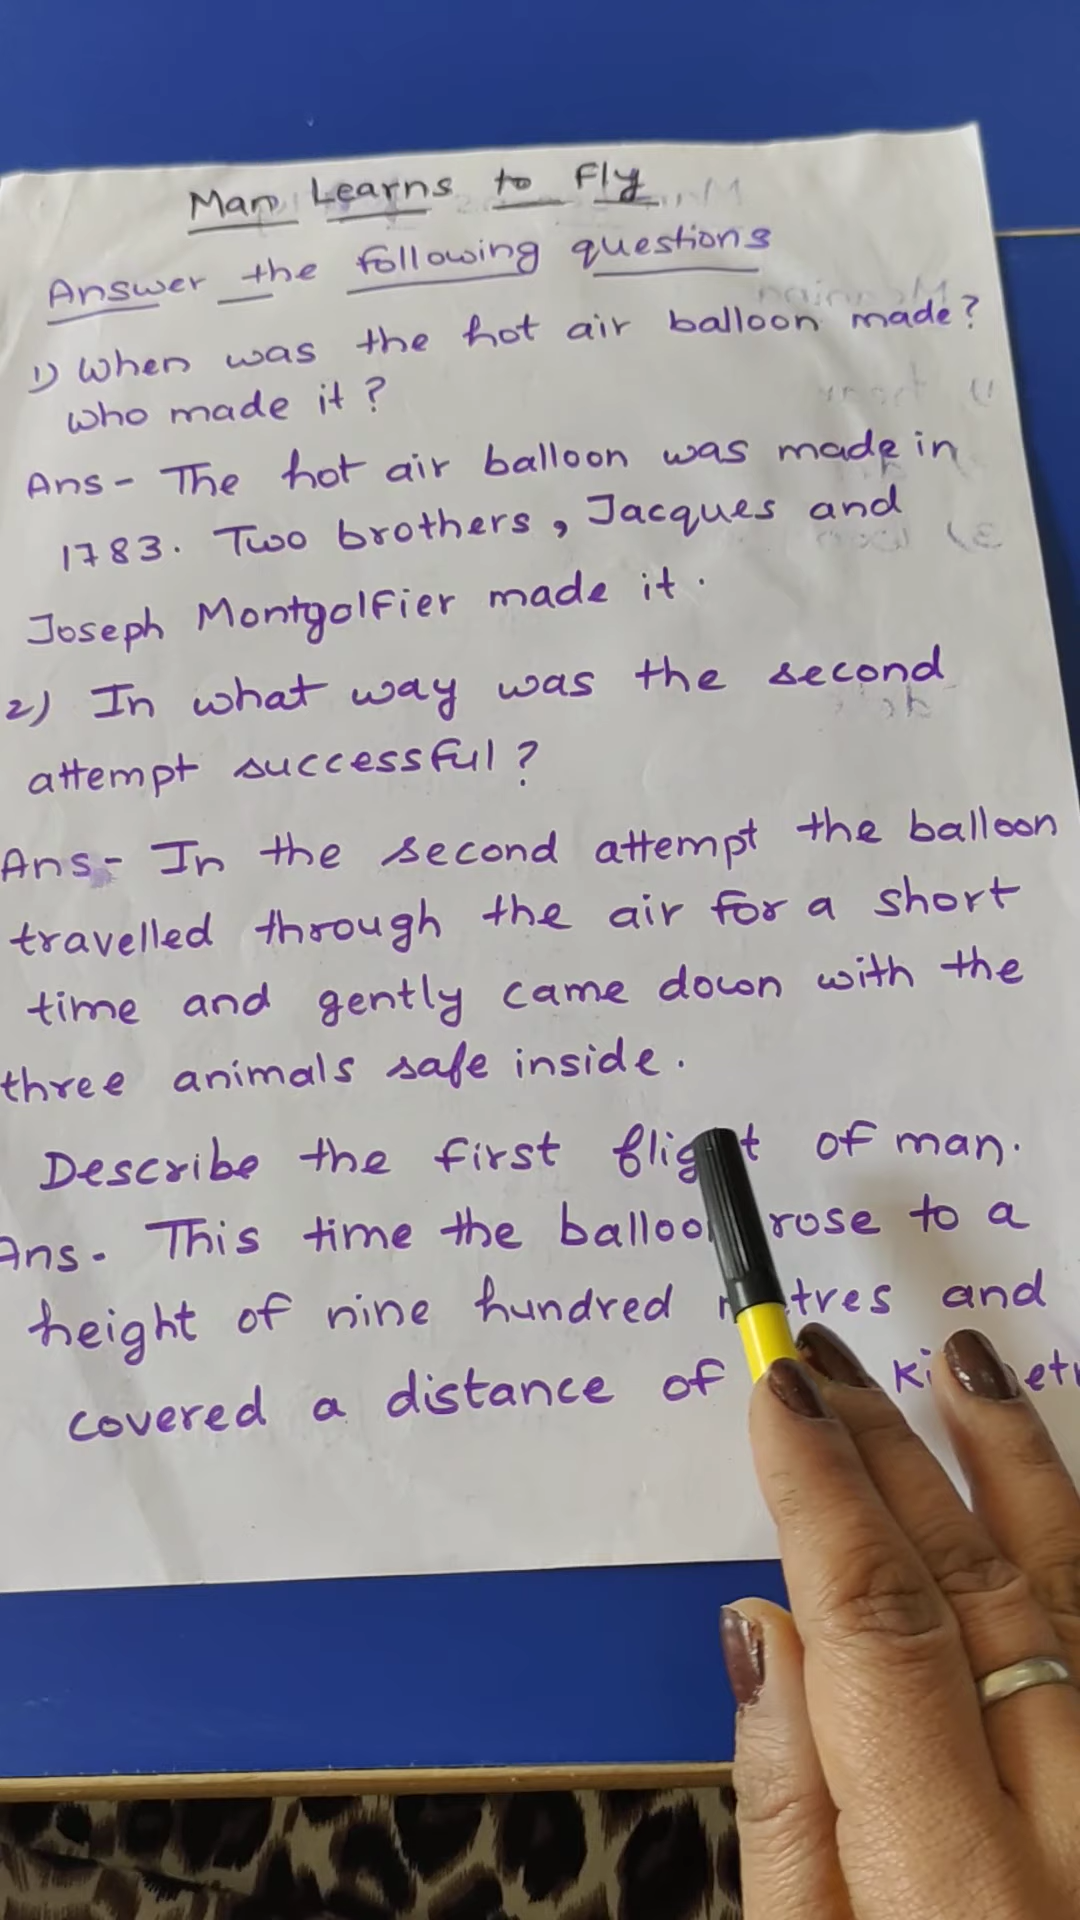 Man Learns to Fly
Answer the following questions
1) When was the hot air balloon made?
who made it?
Ans - The hot air balloon was made in
1783. Two brothers, Jacques and
Joseph Montgolfier made it.
2) In what way was the second
attempt successful?
Ans - In the second attempt the balloon
travelled through the air for a short
time and gently came down with the
three animals safe inside.
Describe the first flight of man.
Ans. This time the balloon rose to a
height of nine hundred metres and
covered a distance of